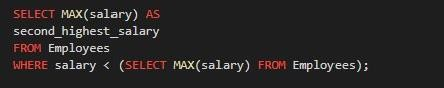 SELECT MAX(salary) AS
second_highest_salary
FROM Employees
WHERE salary < (SELECT MAX(salary) FROM Employees);